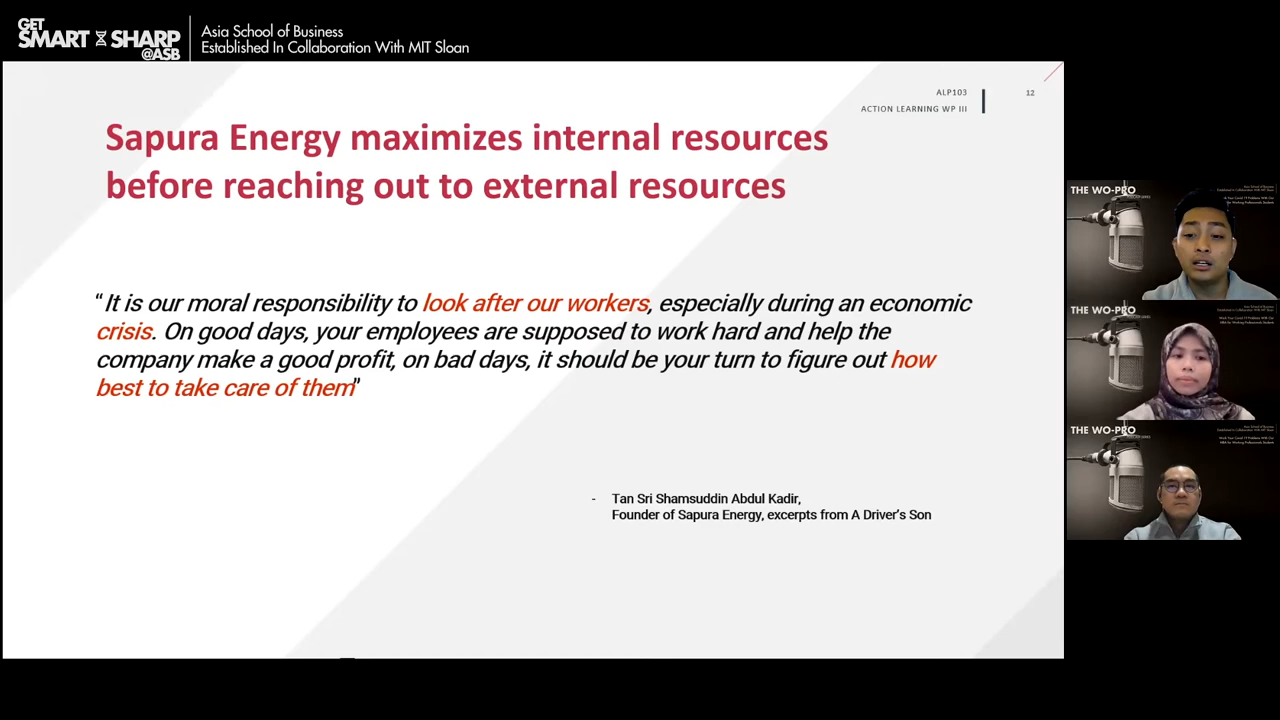 GET
SMART SHARP
@ASB
Asia School of Business
Established In Collaboration With MIT Sloan
ALP103
ACTION LEARNING WP III
12
Sapura Energy maximizes internal resources
before reaching out to external resources
“It is our moral responsibility to look after our workers, especially during an economic
crisis. On good days, your employees are supposed to work hard and help the
company make a good profit, on bad days, it should be your turn to figure out how
best to take care of them”
- Tan Sri Shamsuddin Abdul Kadir,
Founder of Sapura Energy, excerpts from A Driver’s Son
THE WO-PRO
THE WO-PRO
THE WO-PRO